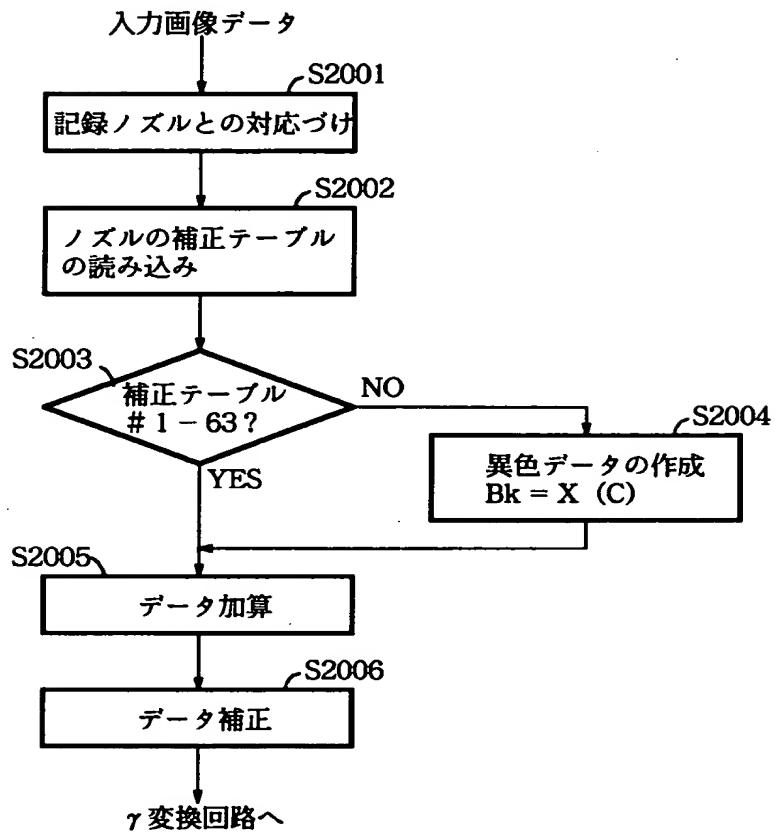 入力画像データ
S2001
記録ノズルとの対応づけ
S2002
ノズルの補正テーブル
の読み込み
S2003
補正テーブル
#1-63?
NO
S2004
異色データの作成
Bk = X (C)
YES
S2005
データ加算
S2006
データ補正
γ変換回路へ